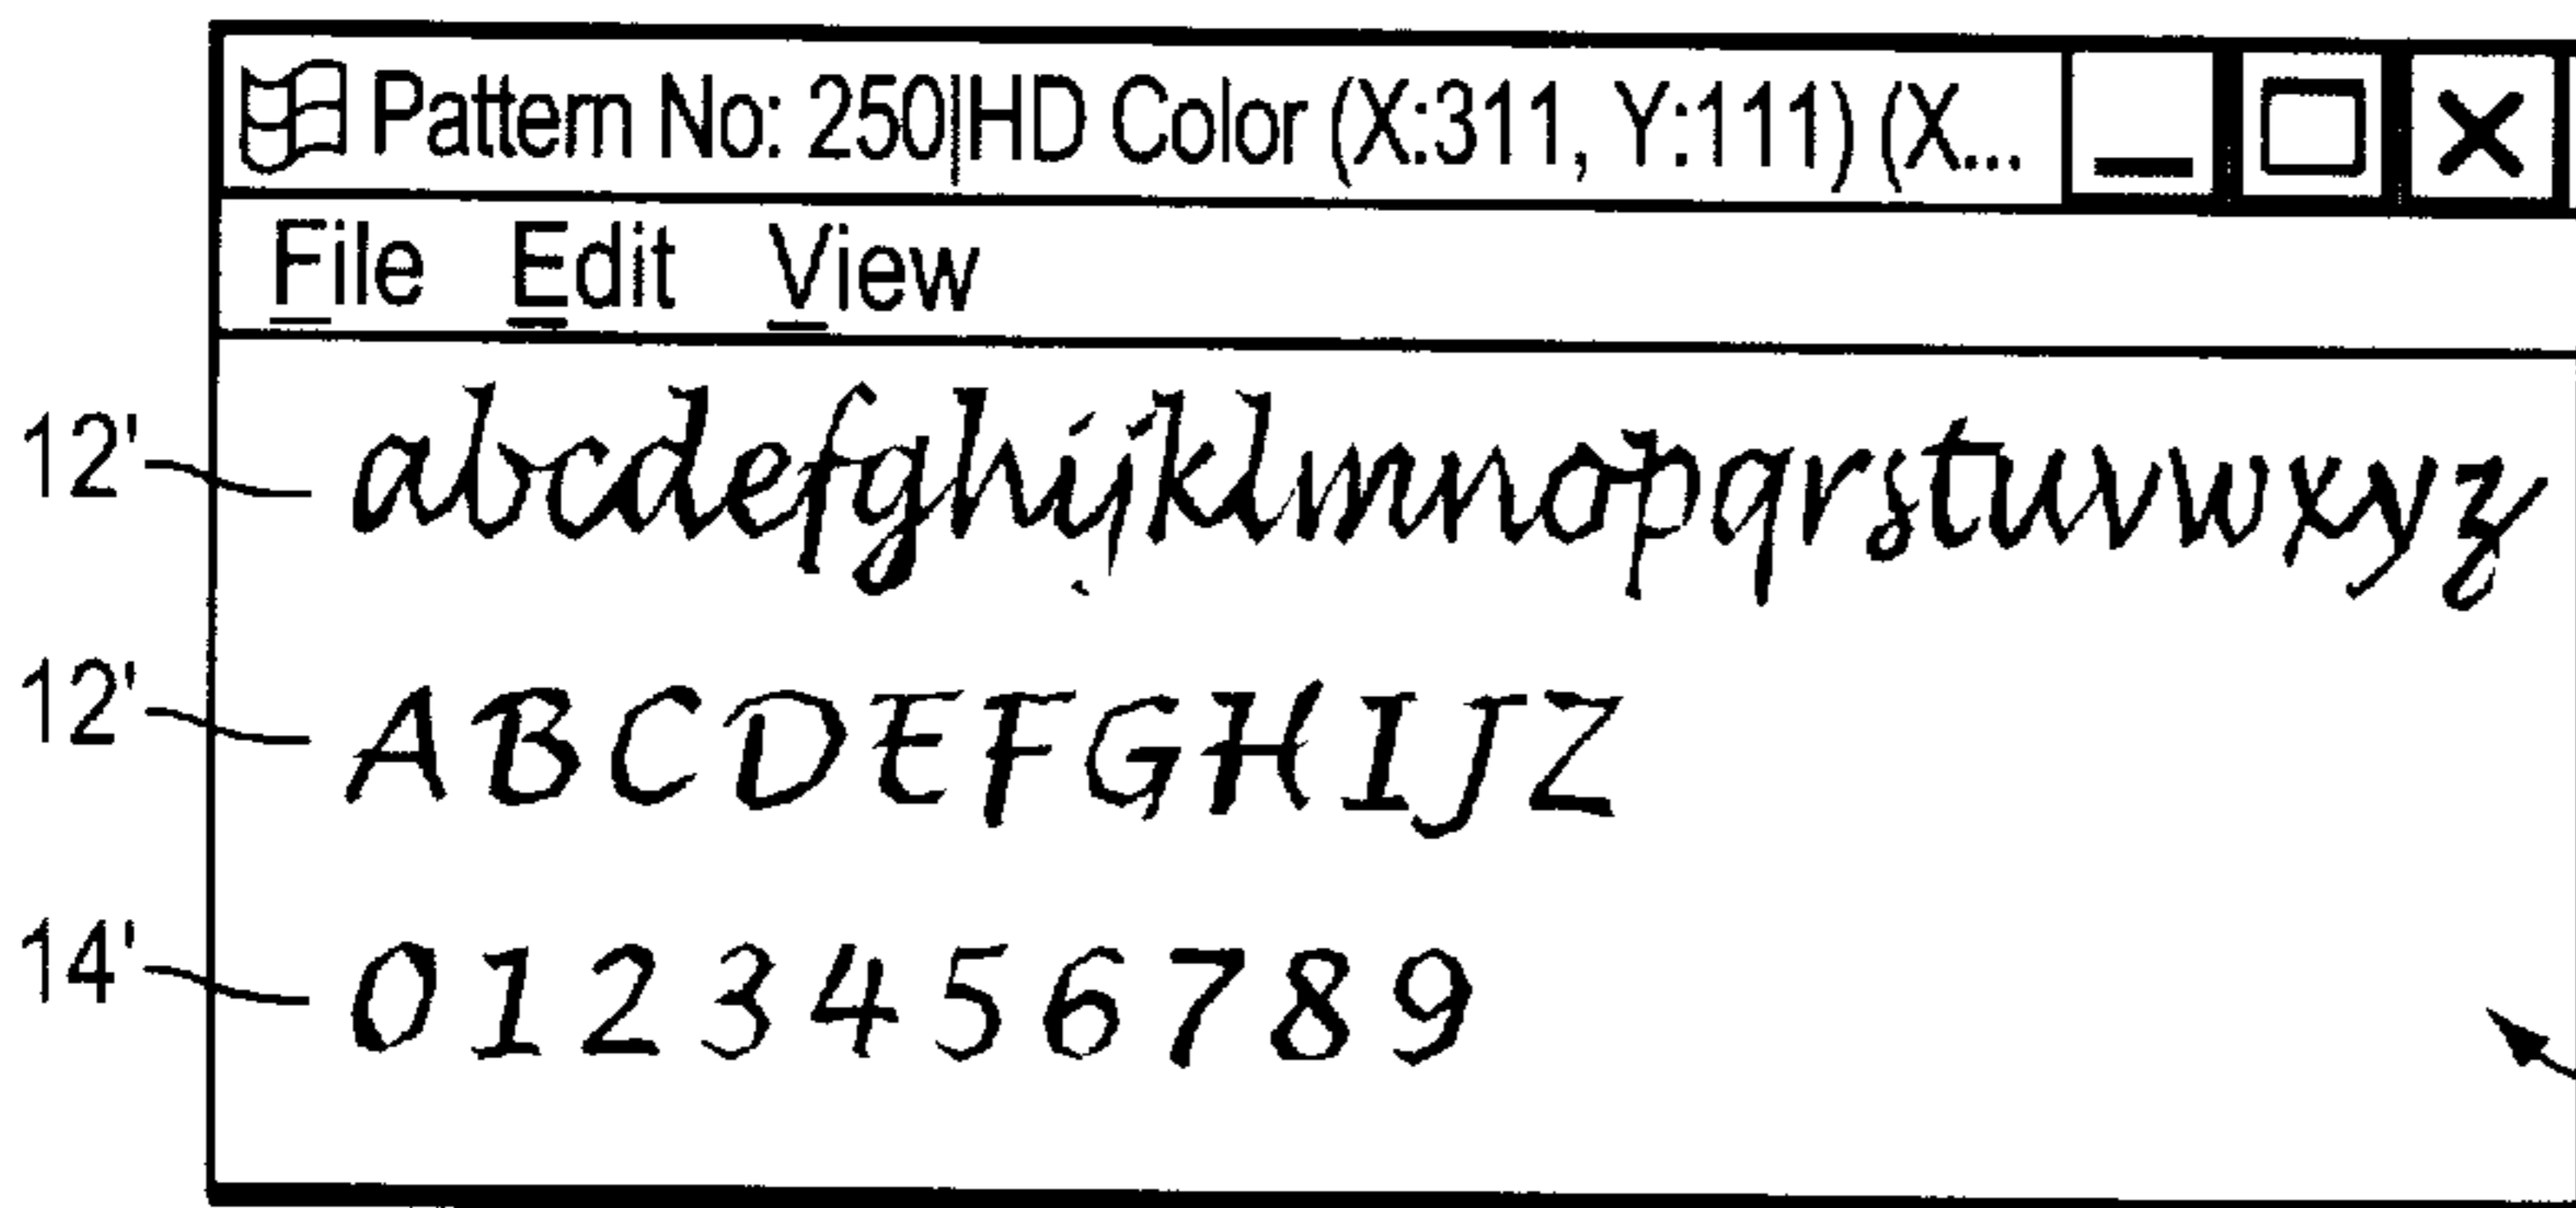 Pattern No: 250|HD Color (X:311, Y:111) (X...
File Edit View
12' abcdefghijklmnopqrstuvwxyz
12' ABCDEFGHIJZ
14' 0123456789